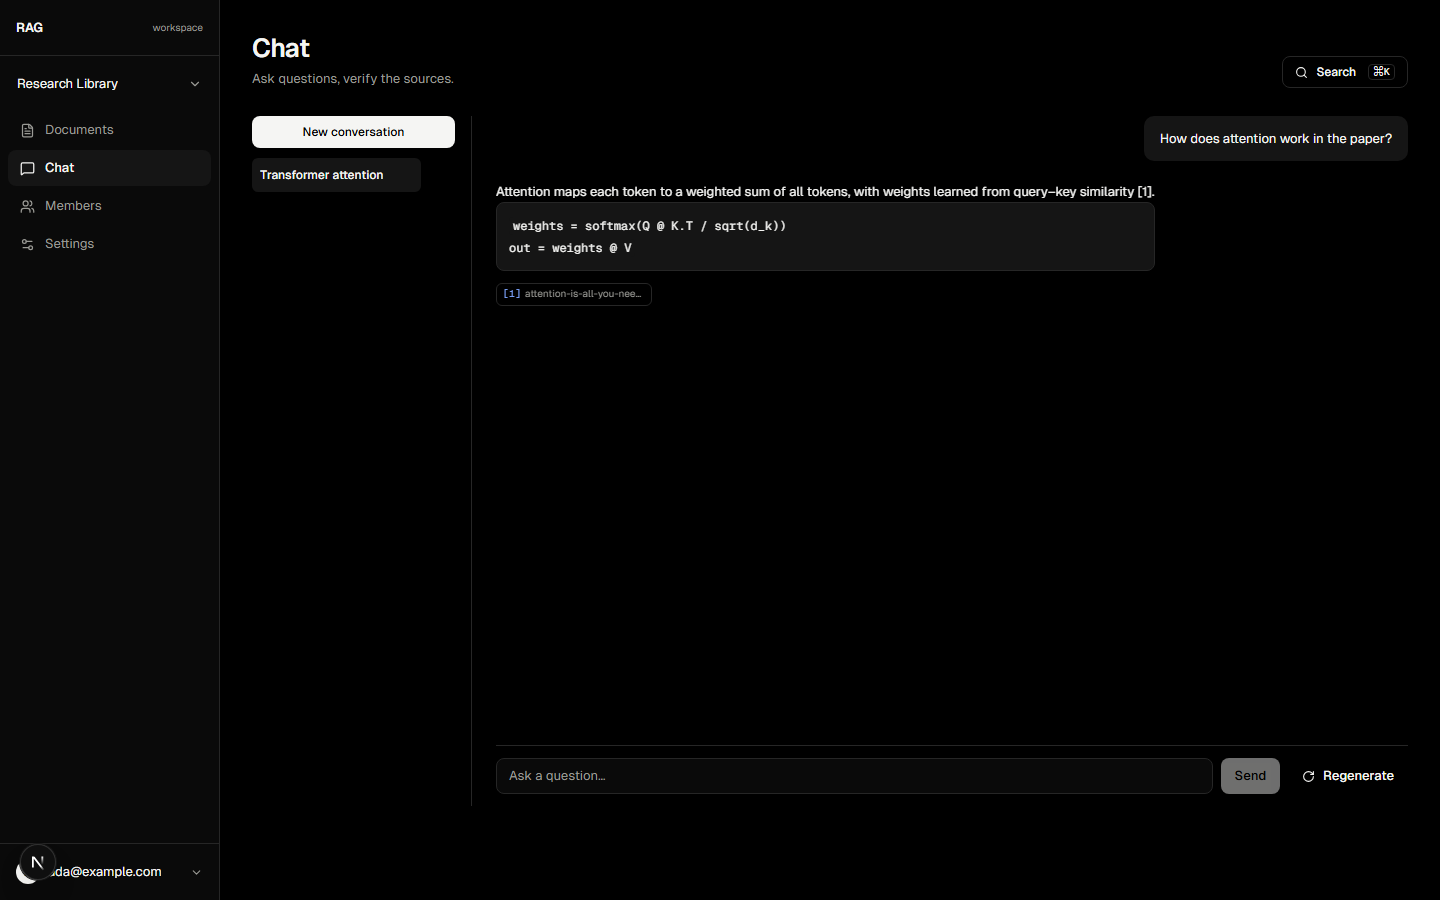 RAG
workspace
Research Library
Documents
Chat
Members
Settings
Chat
Ask questions, verify the sources.
Search ⌘K
New conversation
Transformer attention
How does attention work in the paper?
Attention maps each token to a weighted sum of all tokens, with weights learned from query–key similarity [1].
weights = softmax(Q @ K.T / sqrt(d_k))
out = weights @ V
[1] attention-is-all-you-nee…
Ask a question…
Send
Regenerate
N
da@example.com